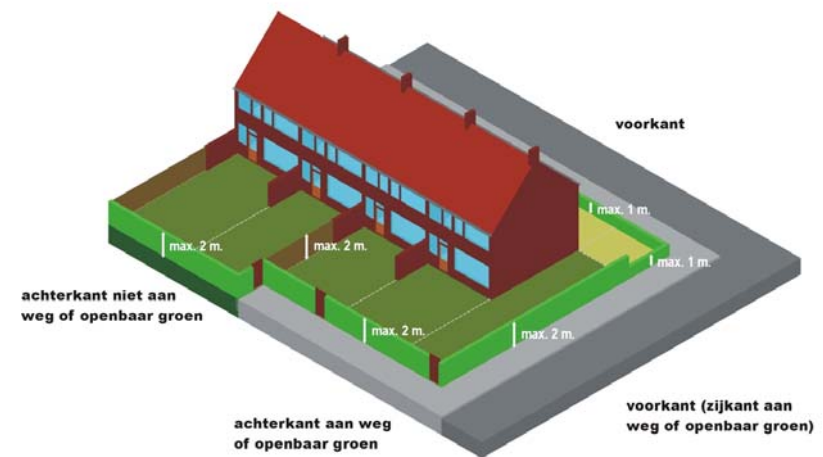 voorkant
max. 1 m.
max. 1 m.
max. 2 m.
max. 2 m.
achterkant niet aan
weg of openbaar groen
max. 2 m.
max. 2 m.
voorkant (zijkant aan
weg of openbaar groen)
achterkant aan weg
of openbaar groen